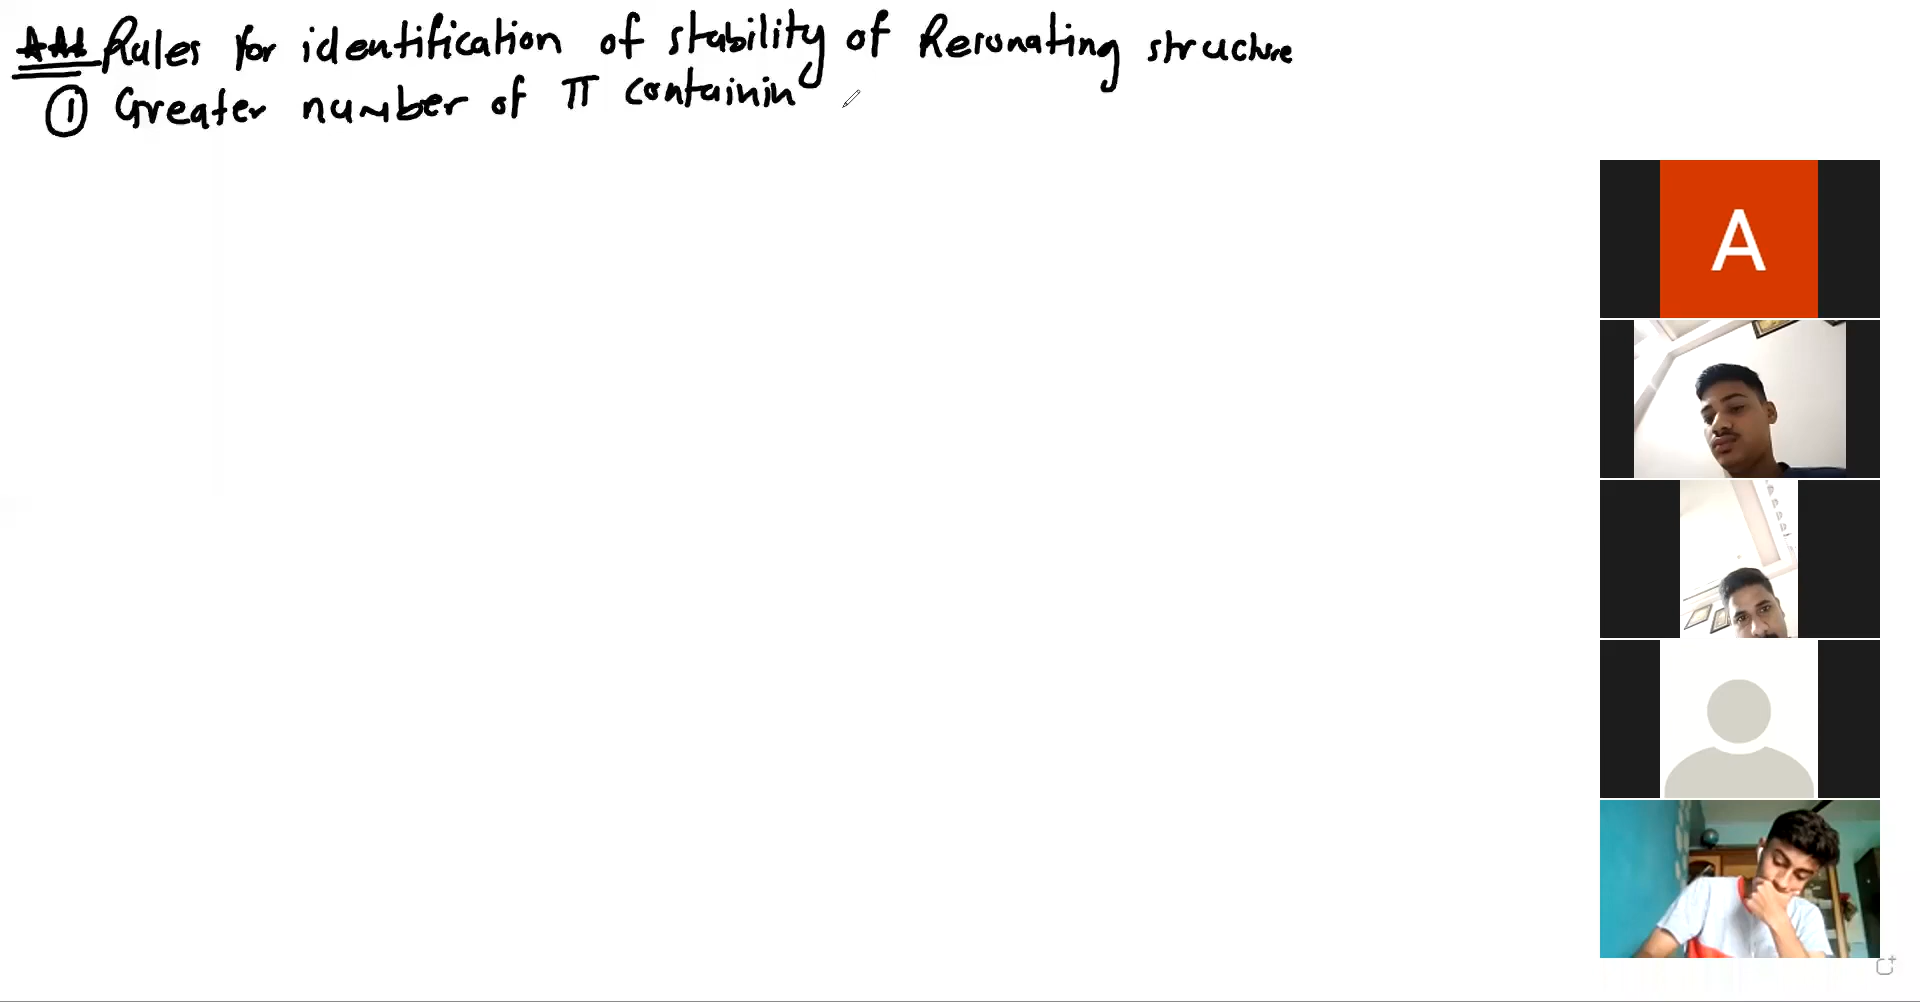 Rules for identification of stability of Resonating structure
① Greater number of π containin
A